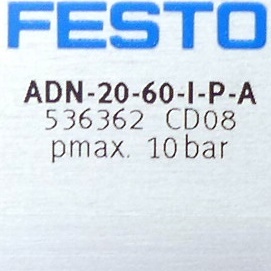 FESTO
ADN-20-60-I-P-A
536362 CD08
pmax. 10 bar